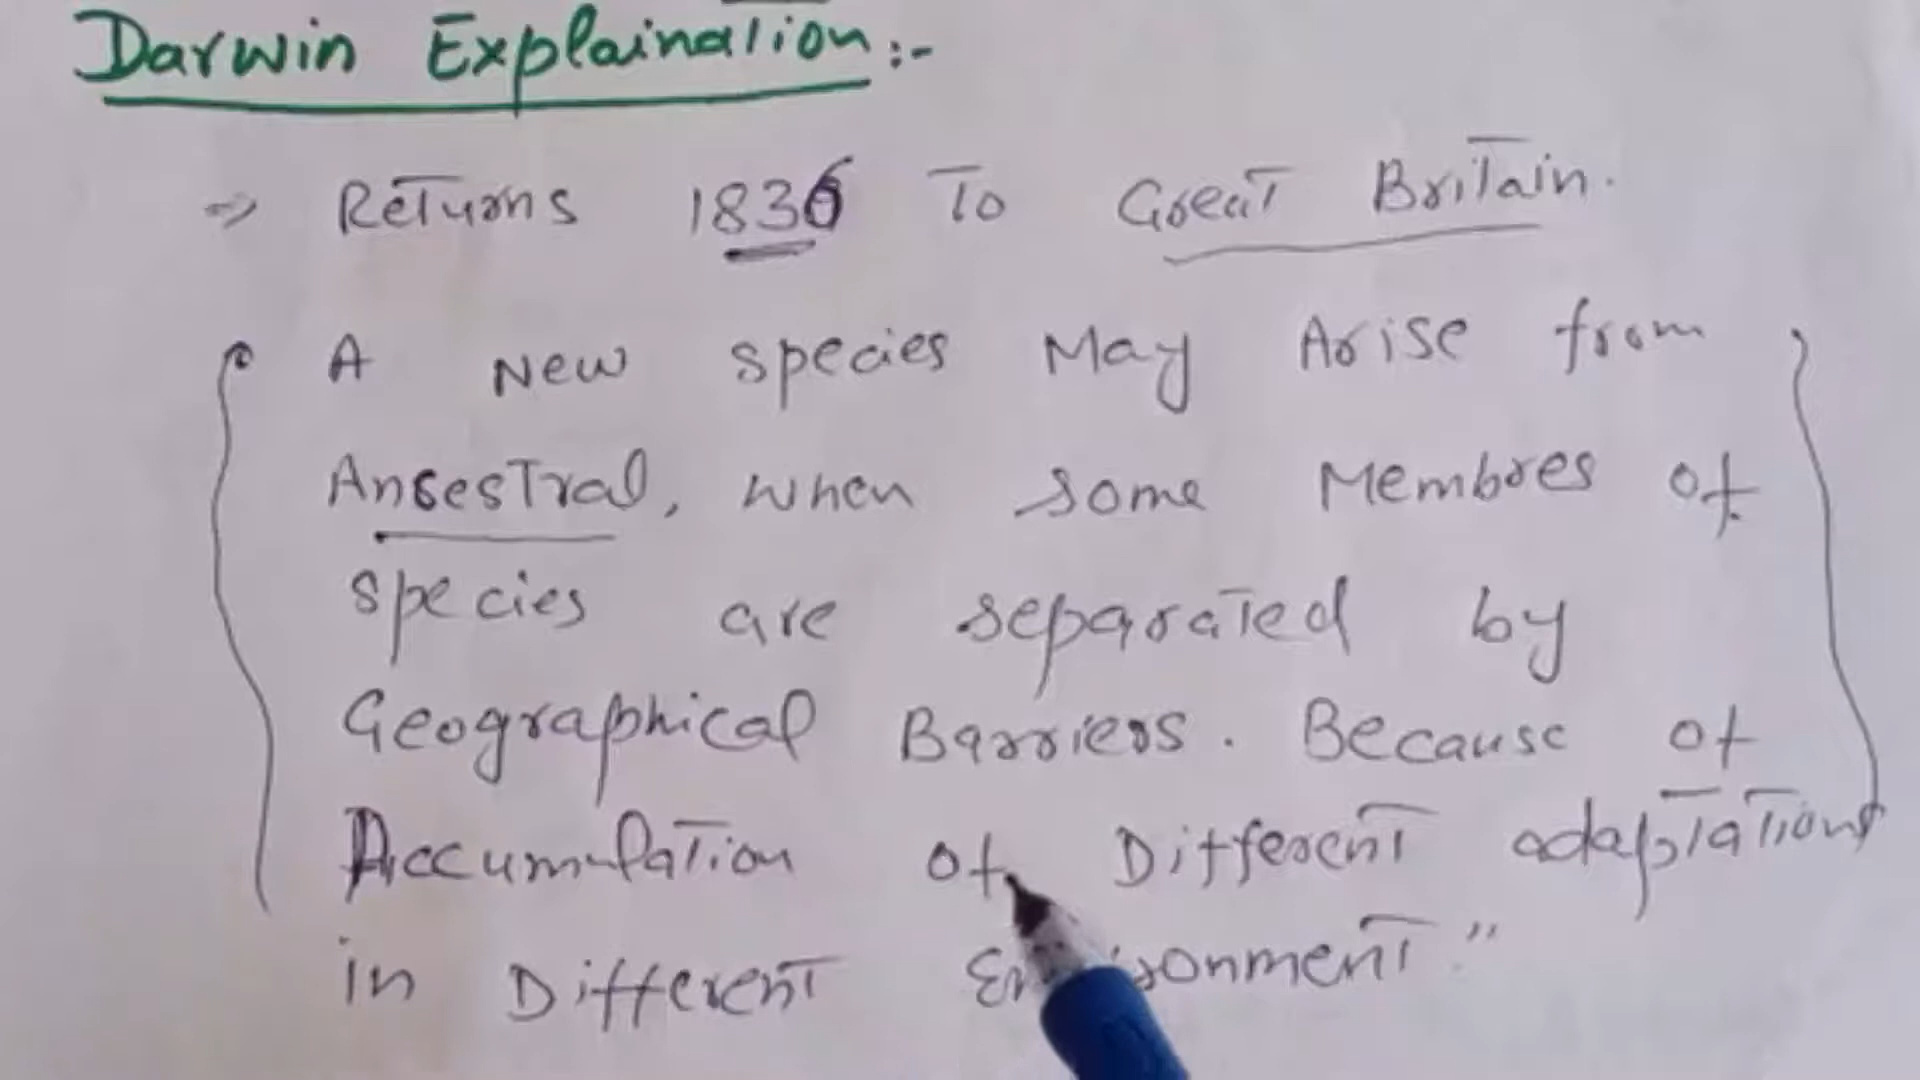 Darwin Explaination:-
⇒ Returns 1836 To Great Britain.
A New species May Arise from
Ansestral, when some Membres of
species are separated by
Geographical Barriers. Because of
Accumulation of Different adaptations
in Different Environment"